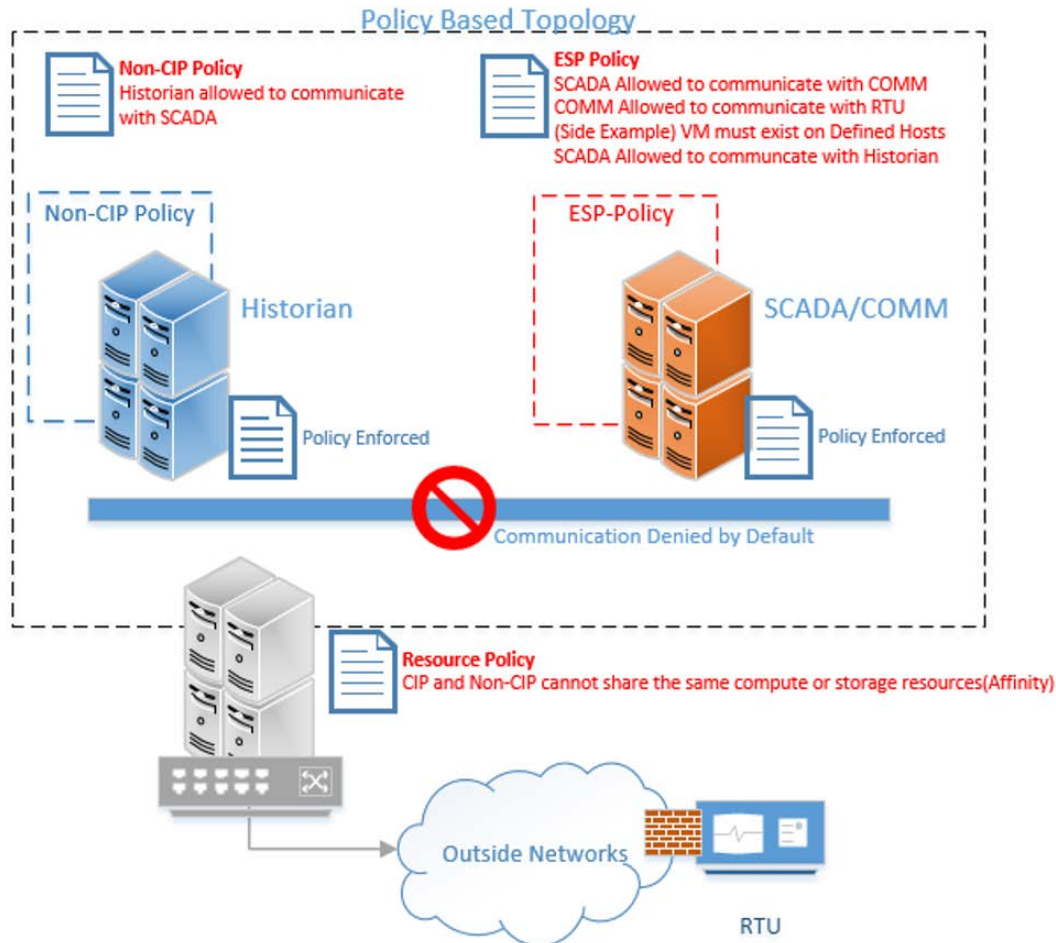 Policy Based Topology
Non-CIP Policy
Historian allowed to communicate
with SCADA
ESP Policy
SCADA Allowed to communicate with COMM
COMM Allowed to communicate with RTU
(Side Example) VM must exist on Defined Hosts
SCADA Allowed to communcate with Historian
Non-CIP Policy
Historian
Policy Enforced
ESP-Policy
SCADA/COMM
Policy Enforced
Communication Denied by Default
Resource Policy
CIP and Non-CIP cannot share the same compute or storage resources(Affinity)
Outside Networks
RTU